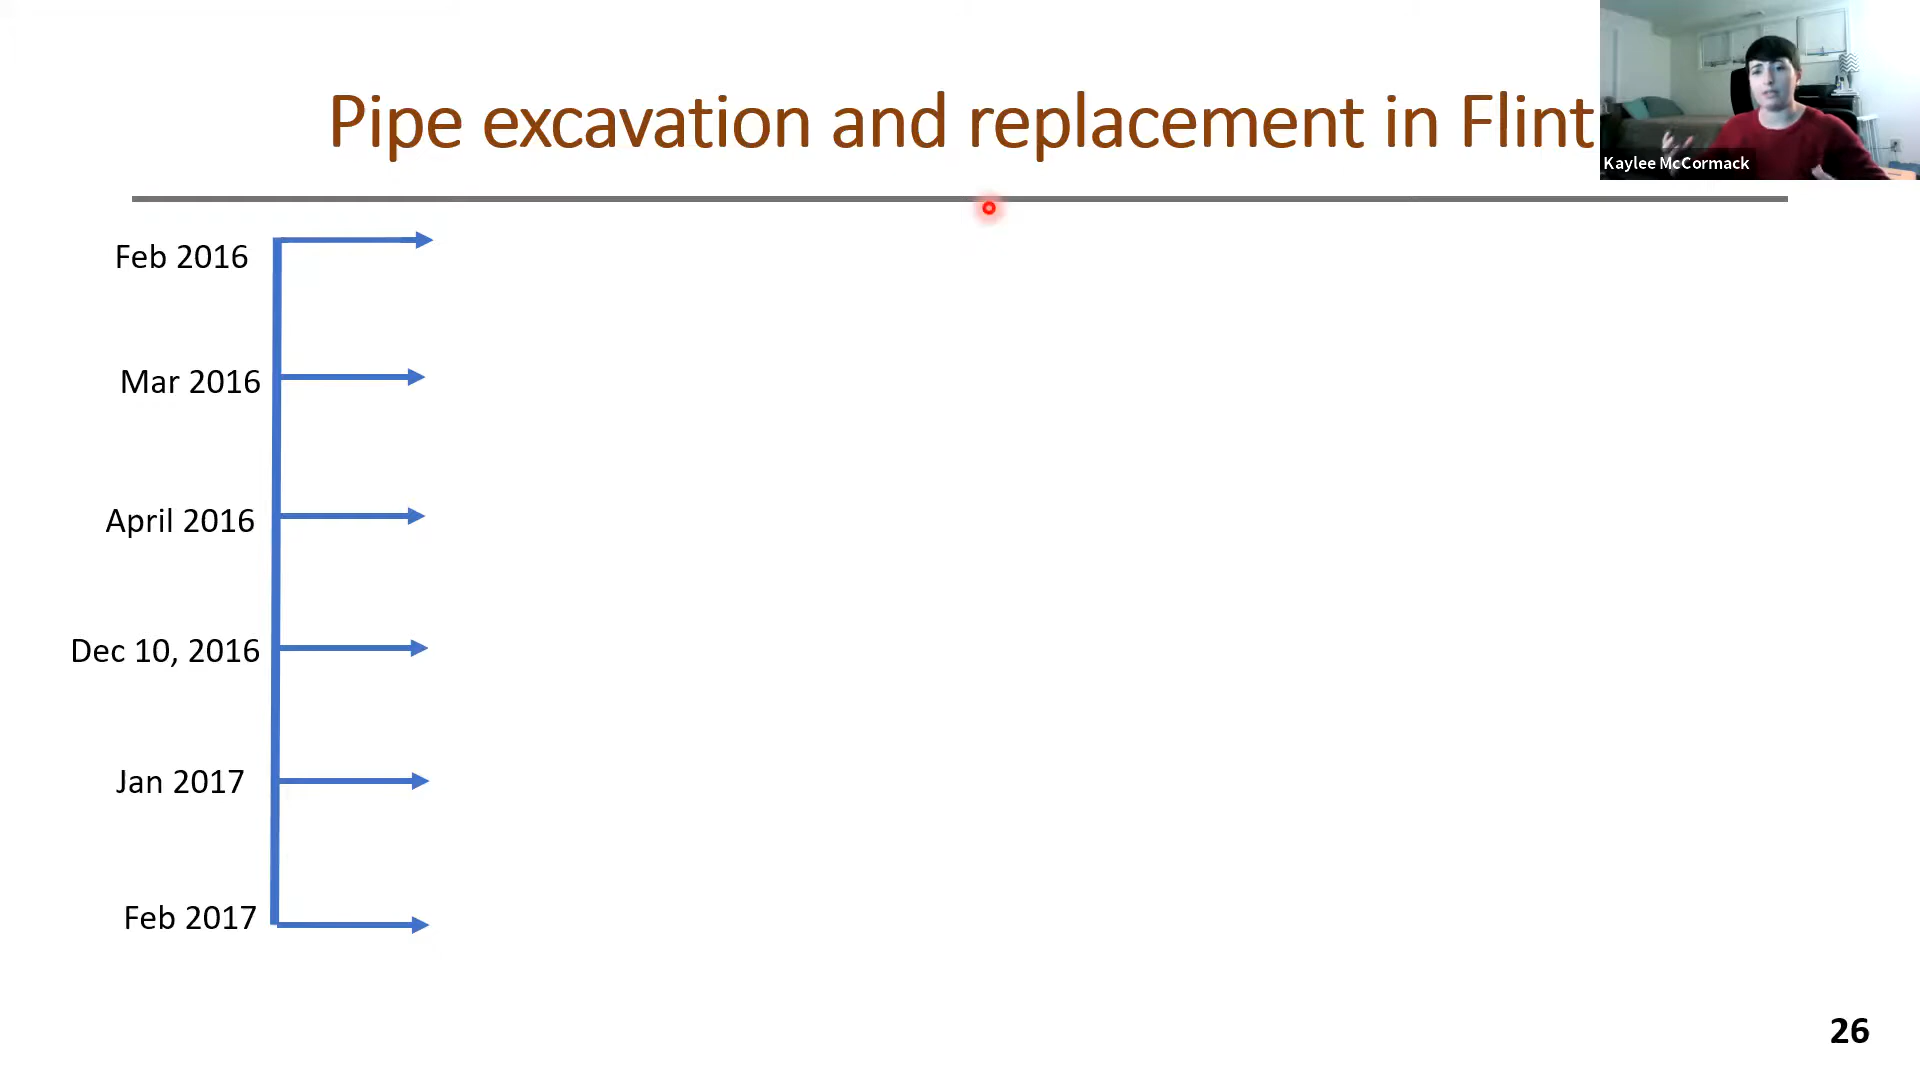 Pipe excavation and replacement in Flint
Kaylee McCormack
Feb 2016
Mar 2016
April 2016
Dec 10, 2016
Jan 2017
Feb 2017
26